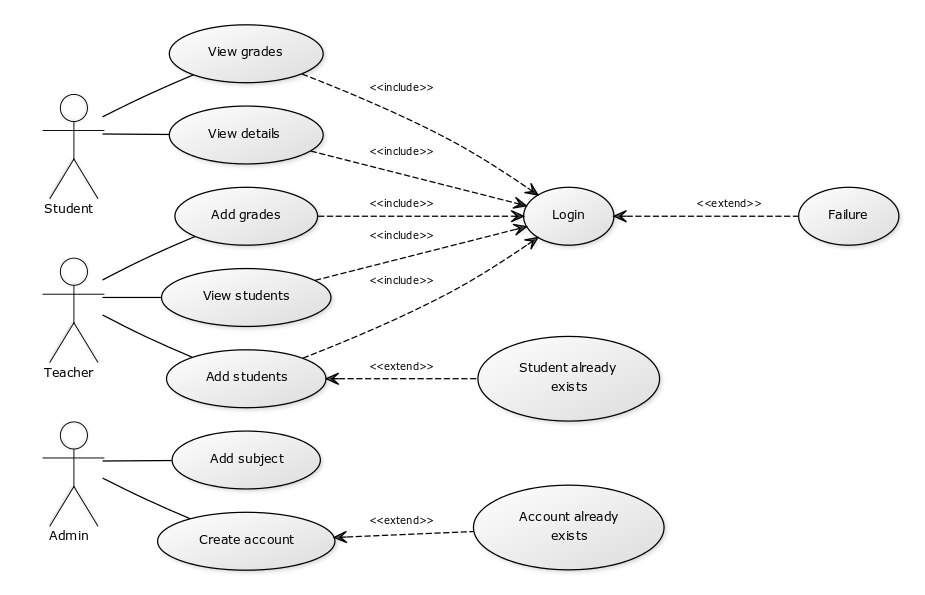 View grades
<<include>>
View details
<<include>>
Student
Add grades
<<include>>
Login
<<extend>>
Failure
<<include>>
View students
<<include>>
Teacher
Add students
<<extend>>
Student already
exists
Add subject
Admin
Create account
<<extend>>
Account already
exists